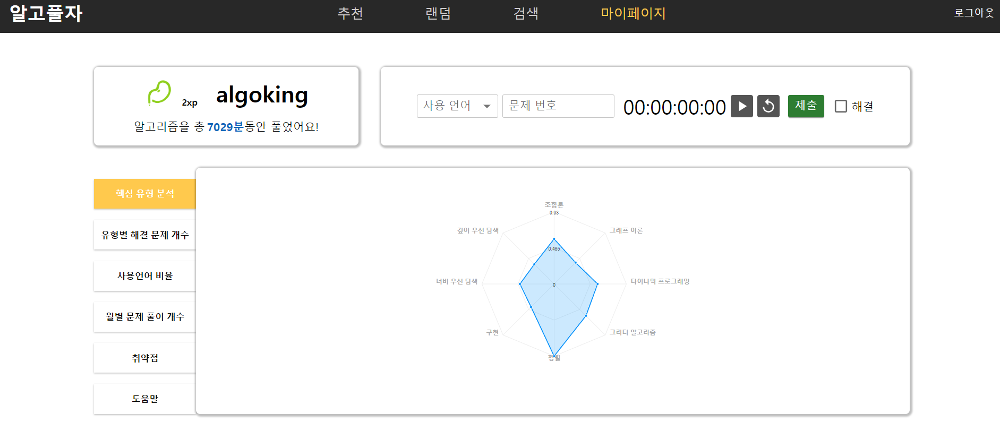 알고풀자
추천
랜덤
검색
마이페이지
로그아웃
2xp
algoking
알고리즘을 총 7029분동안 풀었어요!
사용 언어
문제 번호
00:00:00:00
제출
해결
핵심 유형 분석
유형별 해결 문제 개수
사용언어 비율
월별 문제 풀이 개수
취약점
도움말
조합론
0.93
깊이 우선 탐색
그래프 이론
0.465
너비 우선 탐색
0
다이나믹 프로그래밍
구현
그리디 알고리즘
정렬